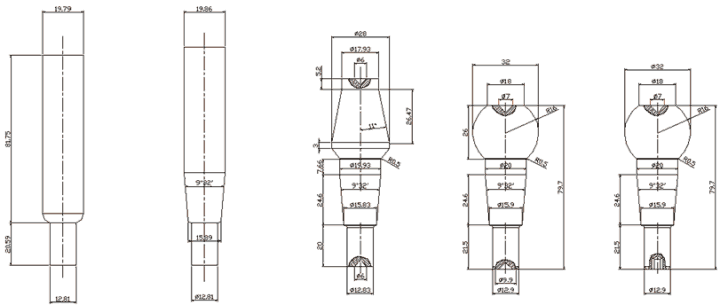 19.79
81.75
20.59
12.81
19.86
9°32'
15.89
Ø12.81
Ø28
Ø17.93
Ø6
5.2
26.47
11°
3
7.66
Ø19.93
R0.5
9°32'
24.6
Ø15.83
20
Ø6
Ø12.83
32
Ø18
Ø7
R16
26
79.7
R0.5
Ø20
9°32'
24.6
Ø15.9
21.5
Ø9.9
Ø12.9
Ø32
Ø18
Ø7
R16
79.7
R0.5
Ø20
9°32'
24.6
Ø15.9
21.5
Ø12.9